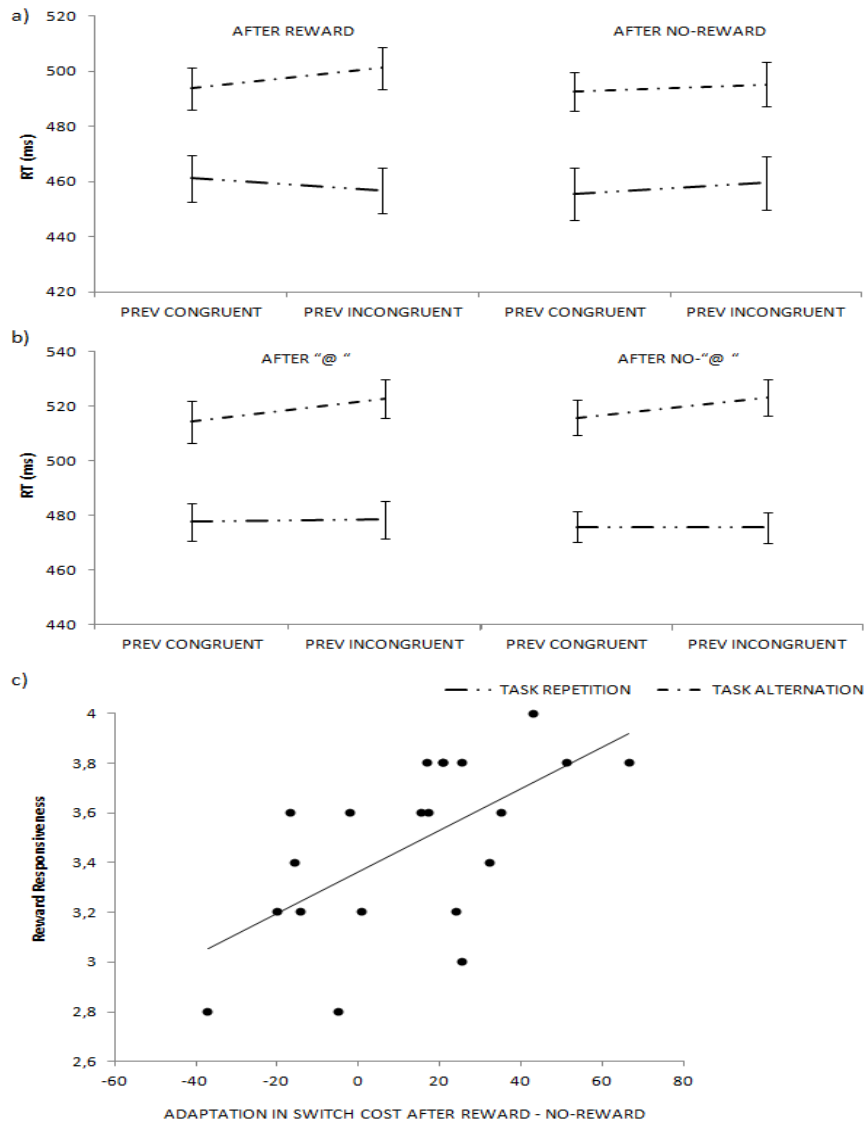 a)
520
AFTER REWARD
AFTER NO-REWARD
500
480
RT (ms)
460
440
420
PREV CONGRUENT
PREV INCONGRUENT
PREV CONGRUENT
PREV INCONGRUENT
b)
540
AFTER "@ "
AFTER NO-"@ "
520
500
RT (ms)
480
460
440
PREV CONGRUENT
PREV INCONGRUENT
PREV CONGRUENT
PREV INCONGRUENT
c)
TASK REPETITION
TASK ALTERNATION
4
3,8
3,6
Reward Responsiveness
3,4
3,2
3
2,8
2,6
-60
-40
-20
0
20
40
60
80
ADAPTATION IN SWITCH COST AFTER REWARD - NO-REWARD